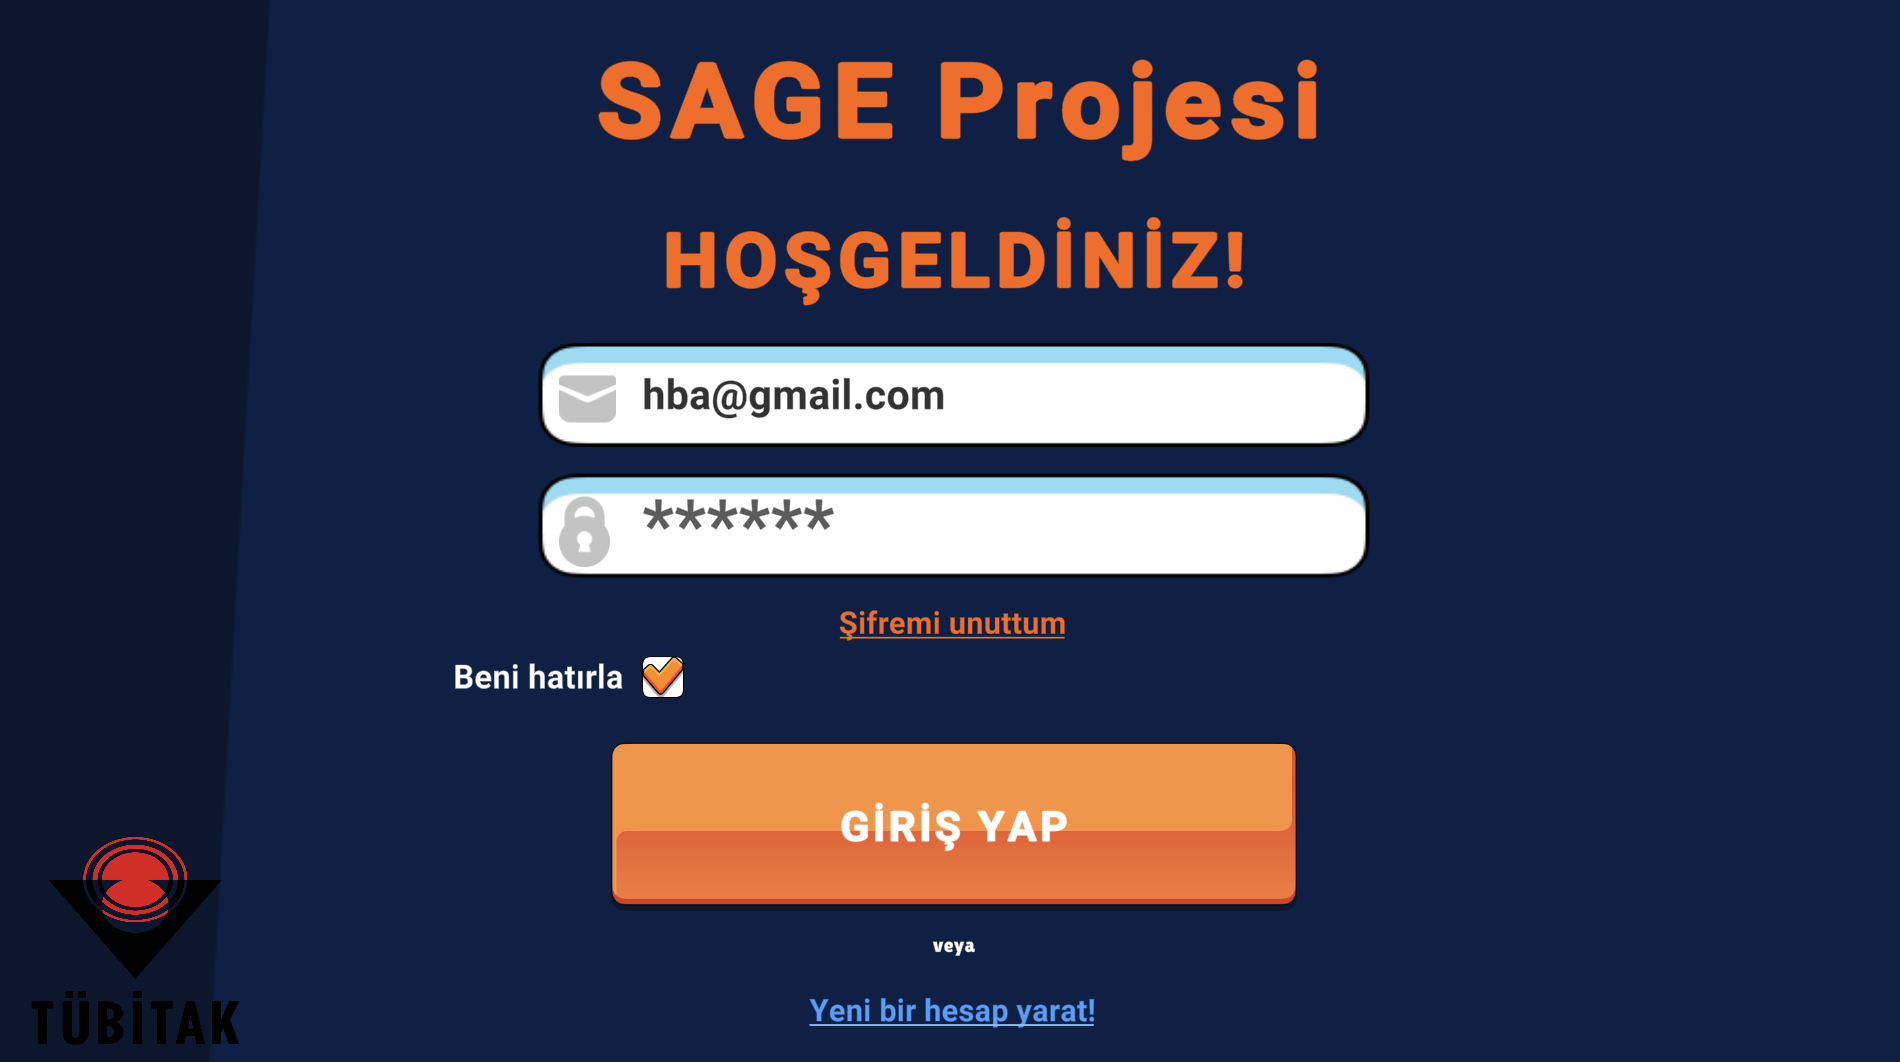 SAGE Projesi
HOŞGELDİNİZ!
hba@gmail.com
******
Şifremi unuttum
Beni hatırla
GİRİŞ YAP
veya
Yeni bir hesap yarat!
TÜBİTAK